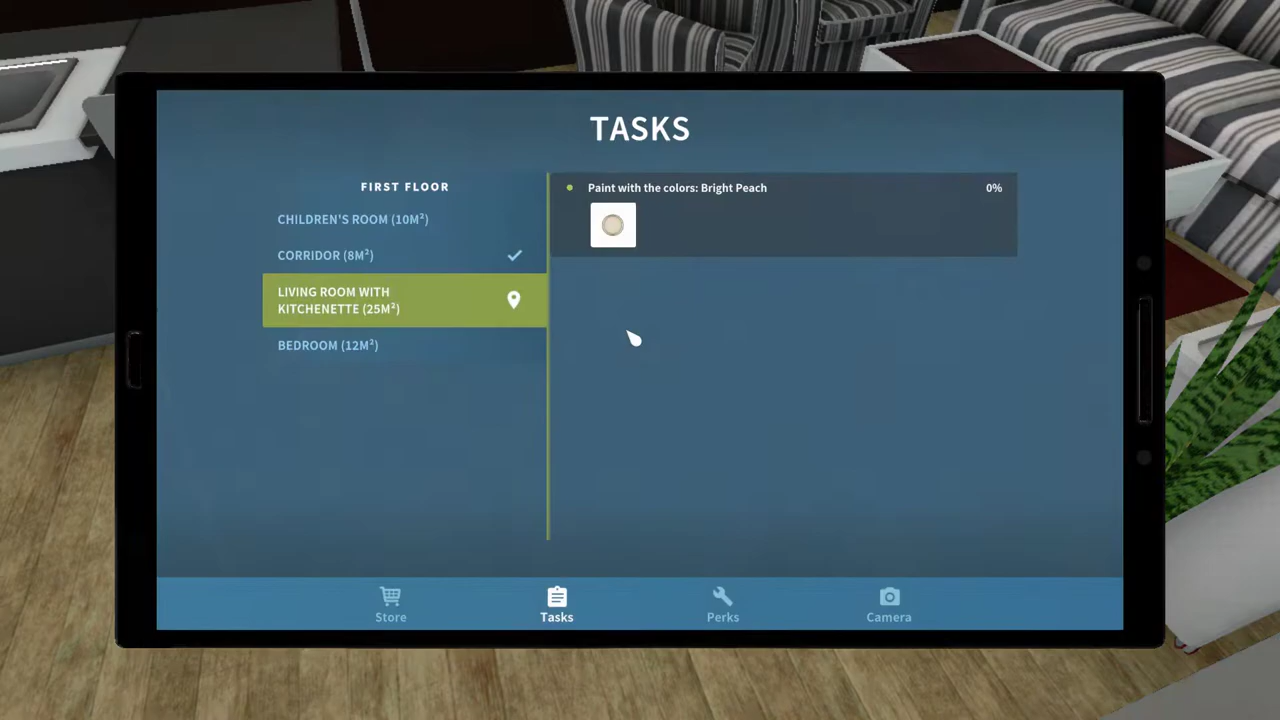 TASKS
FIRST FLOOR
CHILDREN'S ROOM (10M²)
CORRIDOR (8M²)
LIVING ROOM WITH
KITCHENETTE (25M²)
BEDROOM (12M²)
Paint with the colors: Bright Peach 0%
Store Tasks Perks Camera